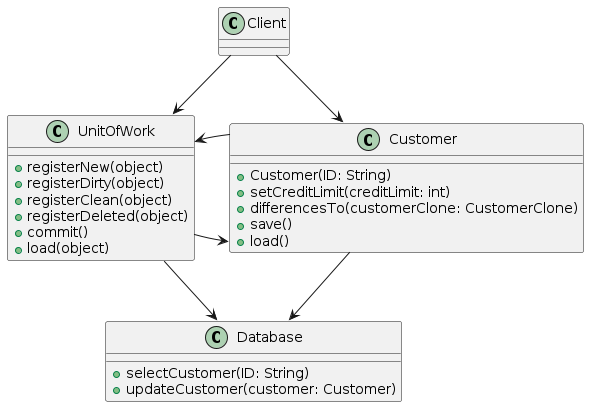 C Client
C UnitOfWork
registerNew(object)
registerDirty(object)
registerClean(object)
registerDeleted(object)
commit()
load(object)
C Customer
Customer(ID: String)
setCreditLimit(creditLimit: int)
differencesTo(customerClone: CustomerClone)
save()
load()
C Database
selectCustomer(ID: String)
updateCustomer(customer: Customer)